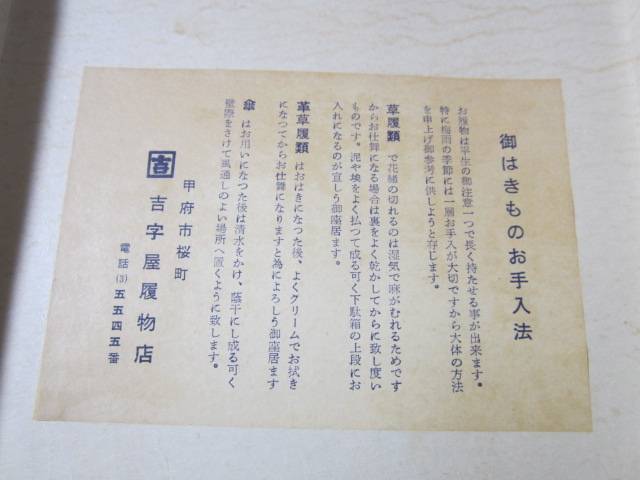 御はきものお手入法
お履物は平生の御注意一つで長く持たせる事が出来ます。
特に梅雨の季節には一層お手入が大切ですから大体の方法
を申上げ御参考に供しようと存じます。
草履類 で花緒の切れるのは湿気で麻がむれるためです
からお仕舞になる場合は裏をよく乾かしてからに致し度い
ものです。泥や埃をよく払つて成る可く下駄箱の上段にお
入れになるのが宜しう御座居ます。
革草履類 はおはきになつた後、よくクリームでお拭き
になつてからお仕舞になりますと為によろしう御座居ます
傘 はお用いになつた後は清水をかけ、蔭干にし成る可く
壁際をさけて風通しのよい場所へ置くように致します。
甲府市桜町
吉 吉字屋履物店
電話(3)五五四五番